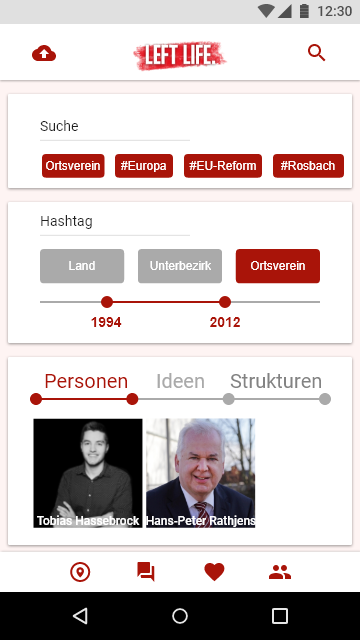 12:30
LEFT LIFE.
Suche
Ortsverein #Europa #EU-Reform #Rosbach
Hashtag
Land Unterbezirk Ortsverein
1994 2012
Personen Ideen Strukturen
Tobias Hassebrock Hans-Peter Rathjens